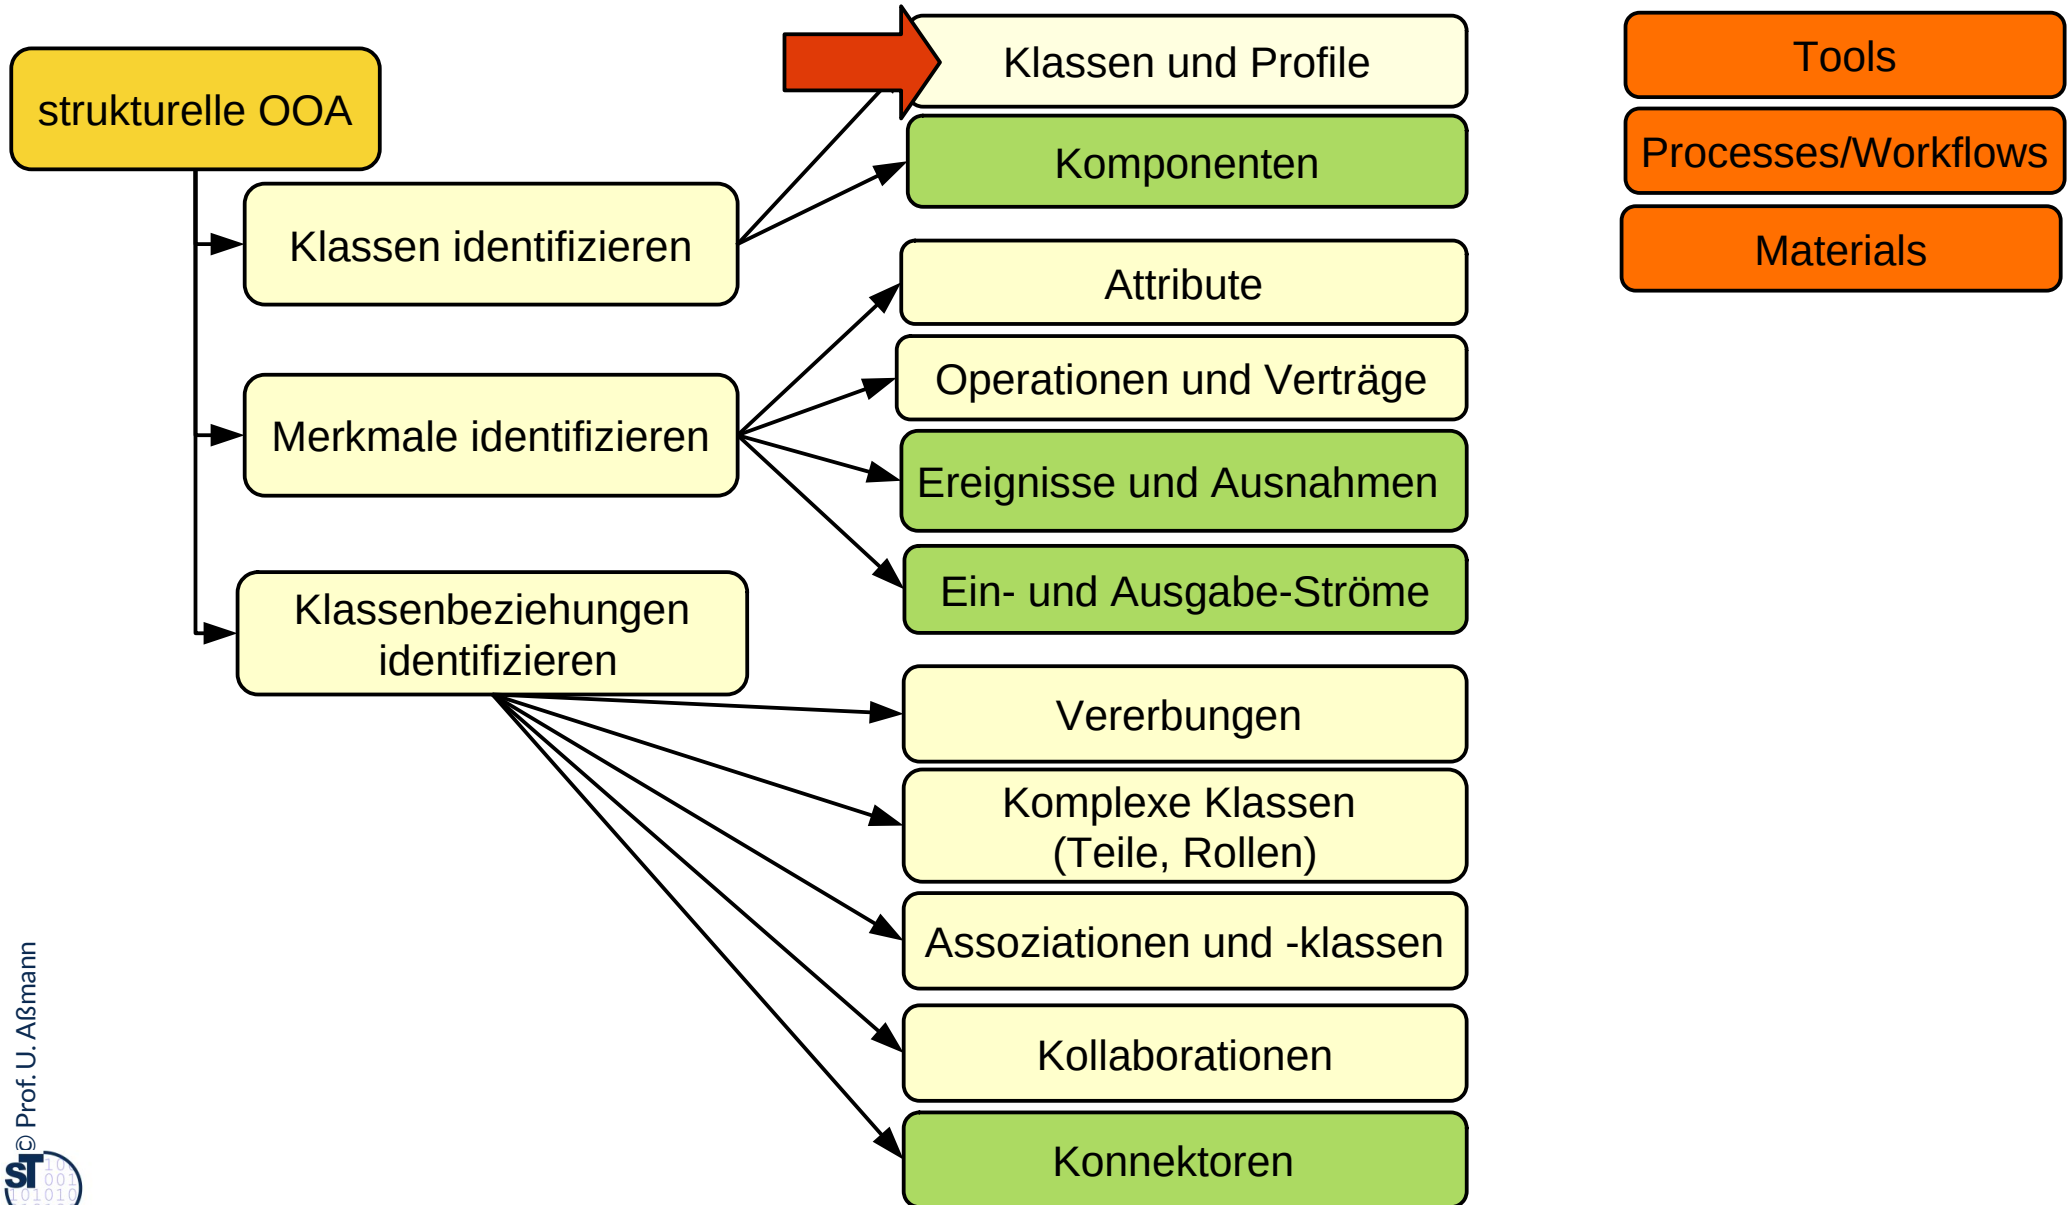 strukturelle OOA
Klassen identifizieren
Merkmale identifizieren
Klassenbeziehungen
identifizieren
Klassen und Profile
Komponenten
Attribute
Operationen und Verträge
Ereignisse und Ausnahmen
Ein- und Ausgabe-Ströme
Vererbungen
Komplexe Klassen
(Teile, Rollen)
Assoziationen und -klassen
Kollaborationen
Konnektoren
Tools
Processes/Workflows
Materials
© Prof. U. Aßmann
ST